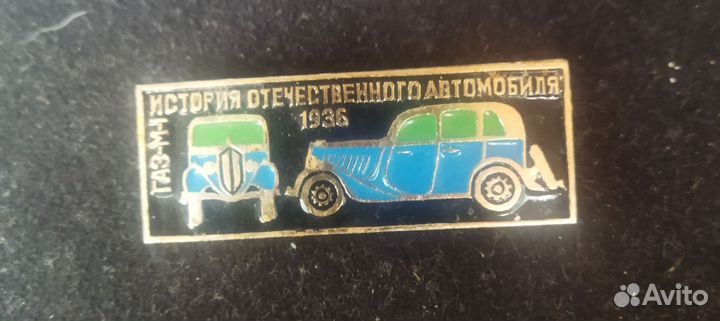 ИСТОРИЯ ОТЕЧЕСТВЕННОГО АВТОМОБИЛЯ
1936
ГАЗ-М-1
Avito